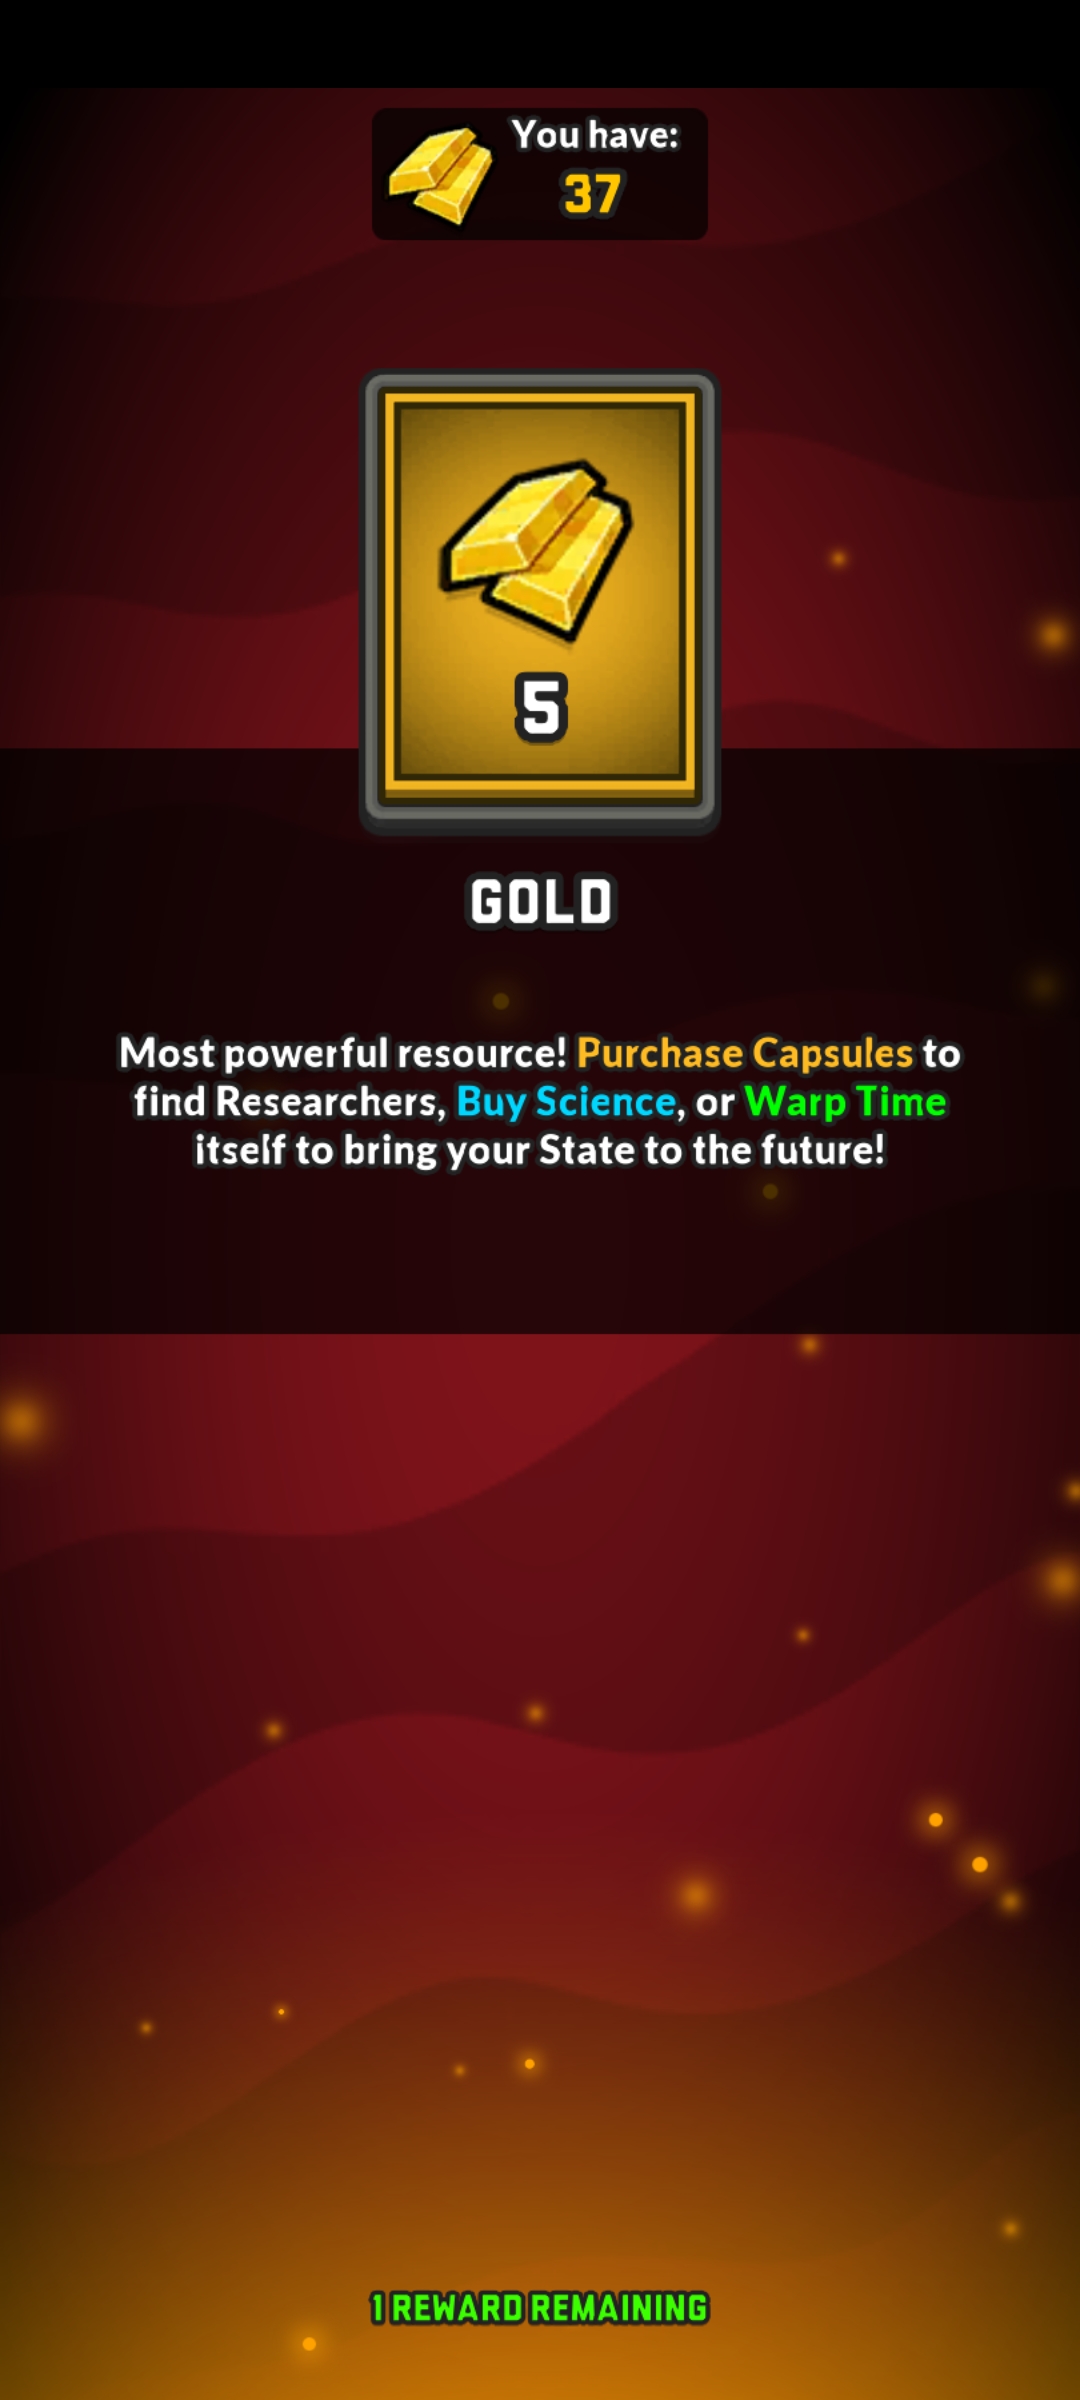 You have:
37
5
GOLD
Most powerful resource! Purchase Capsules to
find Researchers, Buy Science, or Warp Time
itself to bring your State to the future!
1 REWARD REMAINING